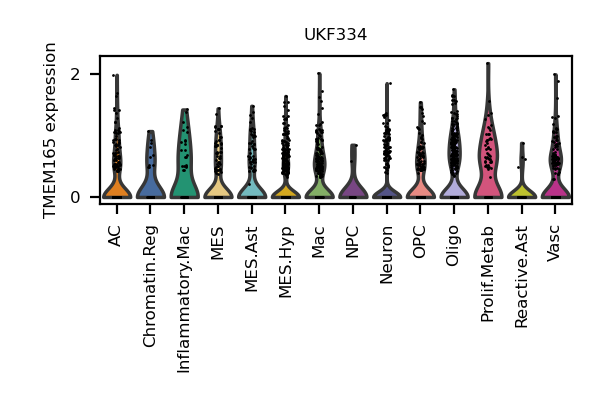 UKF334
TMEM165 expression
2
0
AC
Chromatin.Reg
Inflammatory.Mac
MES
MES.Ast
MES.Hyp
Mac
NPC
Neuron
OPC
Oligo
Prolif.Metab
Reactive.Ast
Vasc